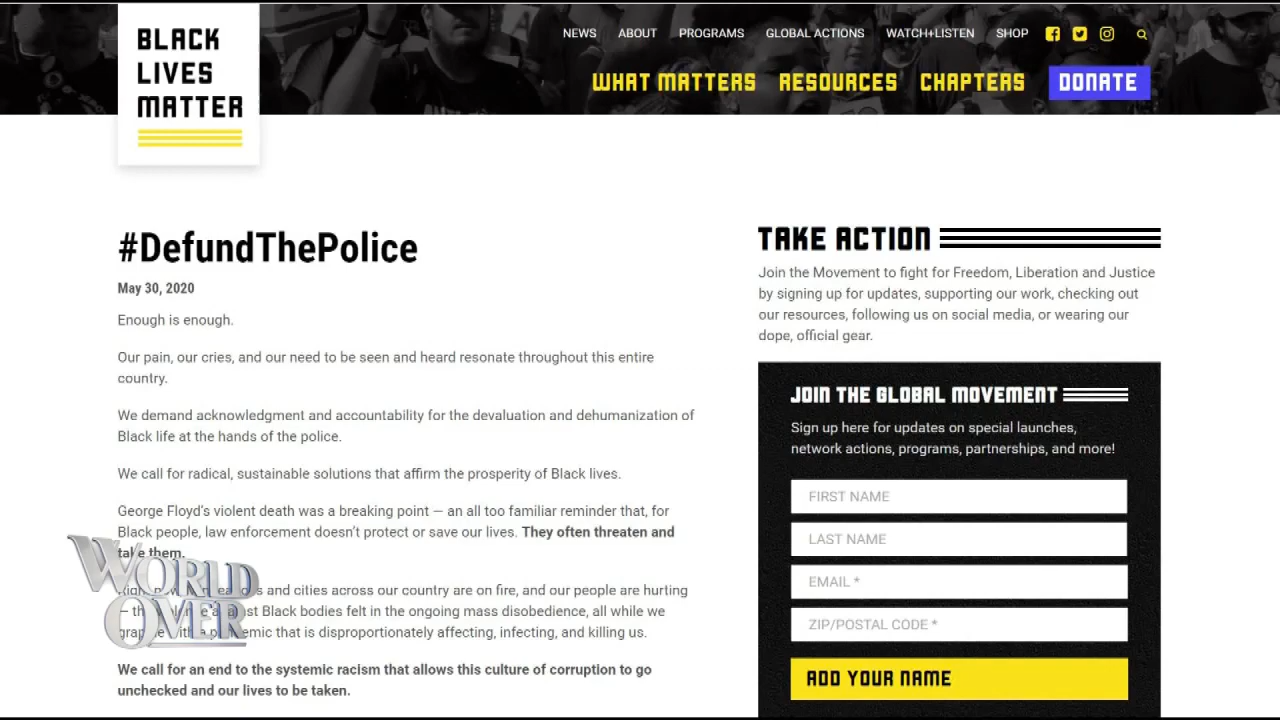 BLACK
LIVES
MATTER
NEWS ABOUT PROGRAMS GLOBAL ACTIONS WATCH+LISTEN SHOP
WHAT MATTERS RESOURCES CHAPTERS DONATE
#DefundThePolice
May 30, 2020
Enough is enough.
Our pain, our cries, and our need to be seen and heard resonate throughout this entire
country.
We demand acknowledgment and accountability for the devaluation and dehumanization of
Black life at the hands of the police.
We call for radical, sustainable solutions that affirm the prosperity of Black lives.
George Floyd's violent death was a breaking point — an all too familiar reminder that, for
Black people, law enforcement doesn't protect or save our lives. They often threaten and
take them.
and cities across our country are on fire, and our people are hurting
— Black bodies felt in the ongoing mass disobedience, all while we
that is disproportionately affecting, infecting, and killing us.
We call for an end to the systemic racism that allows this culture of corruption to go
unchecked and our lives to be taken.
WORLD
OVER
TAKE ACTION
Join the Movement to fight for Freedom, Liberation and Justice
by signing up for updates, supporting our work, checking out
our resources, following us on social media, or wearing our
dope, official gear.
JOIN THE GLOBAL MOVEMENT
Sign up here for updates on special launches,
network actions, programs, partnerships, and more!
FIRST NAME
LAST NAME
EMAIL *
ZIP/POSTAL CODE *
ADD YOUR NAME